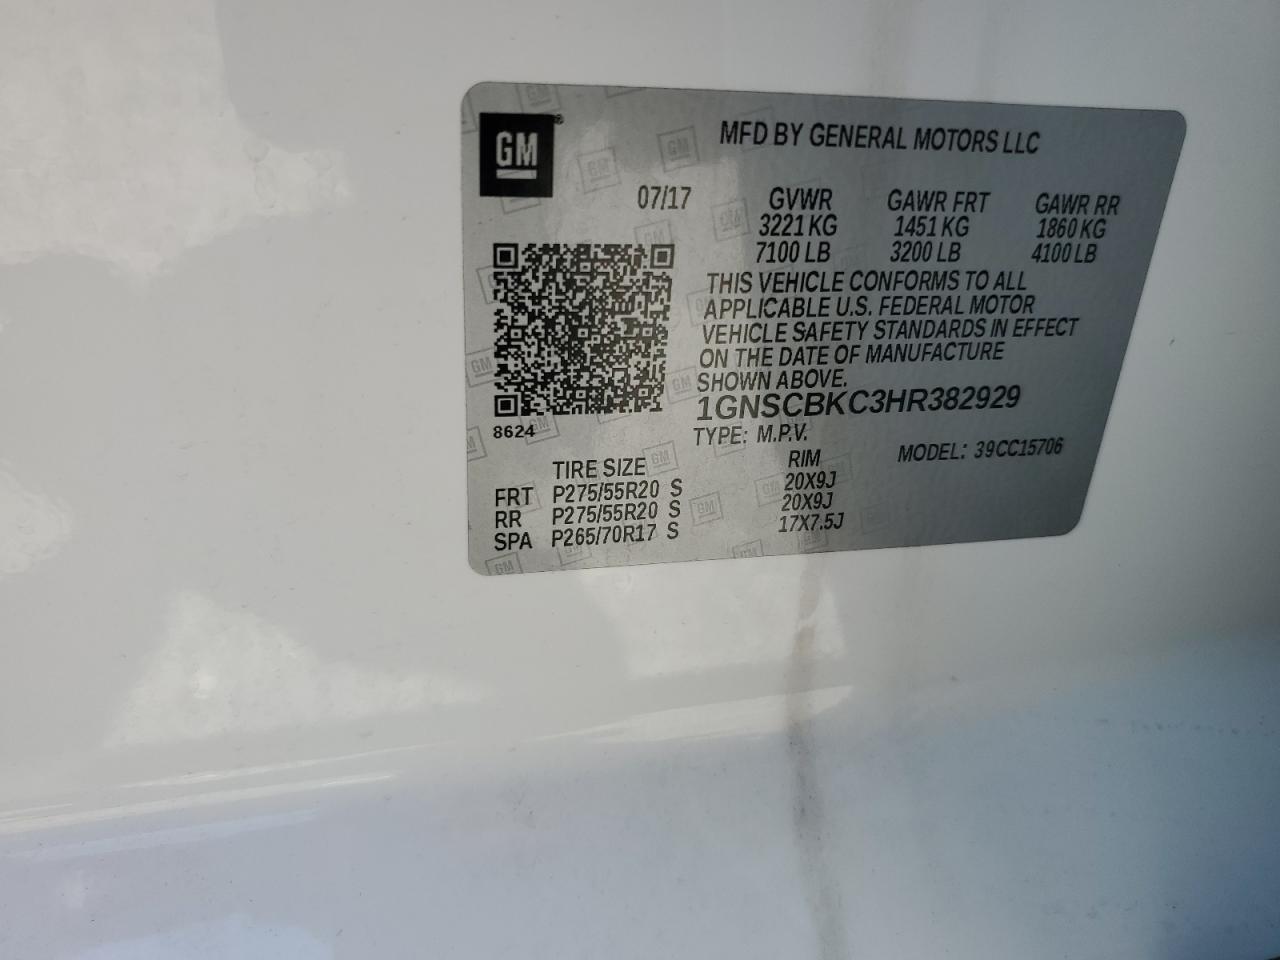 GM®
MFD BY GENERAL MOTORS LLC
07/17 GVWR GAWR FRT GAWR RR
3221 KG 1451 KG 1860 KG
7100 LB 3200 LB 4100 LB
THIS VEHICLE CONFORMS TO ALL
APPLICABLE U.S. FEDERAL MOTOR
VEHICLE SAFETY STANDARDS IN EFFECT
ON THE DATE OF MANUFACTURE
SHOWN ABOVE.
1GNSCBKC3HR382929
8624
TYPE: M.P.V. MODEL: 39CC15706
TIRE SIZE RIM
FRT P275/55R20 S 20X9J
RR P275/55R20 S 20X9J
SPA P265/70R17 S 17X7.5J